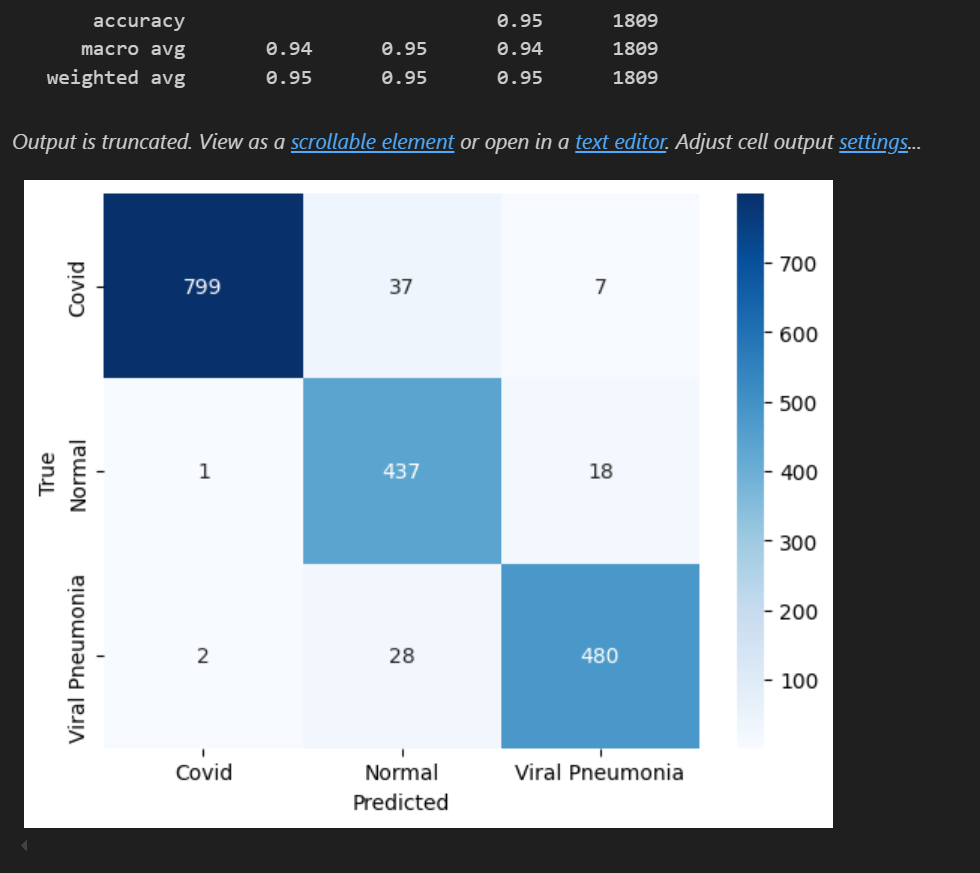 accuracy 0.95 1809
macro avg 0.94 0.95 0.94 1809
weighted avg 0.95 0.95 0.95 1809
Output is truncated. View as a scrollable element or open in a text editor. Adjust cell output settings...
799 37 7
1 437 18
2 28 480
Covid
Normal
Viral Pneumonia
True
Covid Normal Viral Pneumonia
Predicted
700
600
500
400
300
200
100